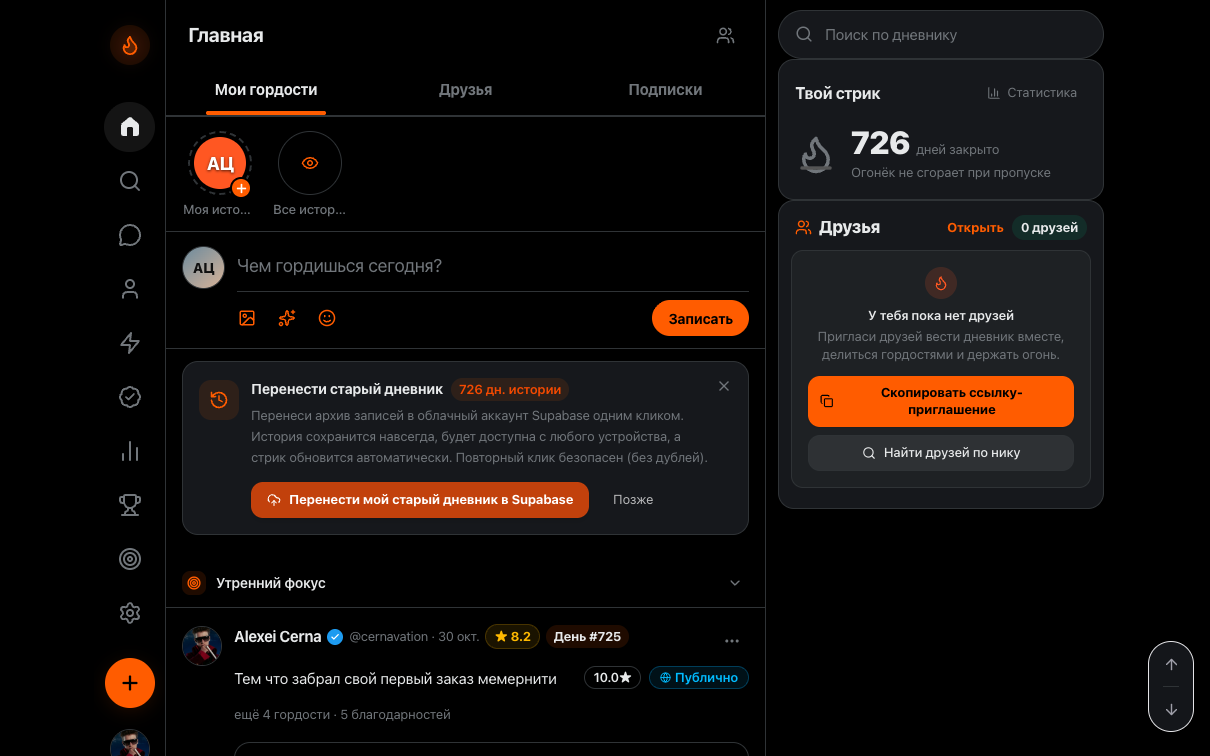 Главная
Мои гордости
Друзья
Подписки
АЦ
Моя исто...
Все истор...
АЦ
Чем гордишься сегодня?
Записать
Перенести старый дневник
726 дн. истории
Перенеси архив записей в облачный аккаунт Supabase одним кликом.
История сохранится навсегда, будет доступна с любого устройства, а
стрик обновится автоматически. Повторный клик безопасен (без дублей).
Перенести мой старый дневник в Supabase
Позже
Утренний фокус
Alexei Cerna @cernavation · 30 окт. ★ 8.2 День #725
Тем что забрал свой первый заказ мемернити
10.0★
Публично
ещё 4 гордости · 5 благодарностей
Поиск по дневнику
Твой стрик
Статистика
726 дней закрыто
Огонёк не сгорает при пропуске
Друзья
Открыть
0 друзей
У тебя пока нет друзей
Пригласи друзей вести дневник вместе,
делиться гордостями и держать огонь.
Скопировать ссылку-
приглашение
Найти друзей по нику